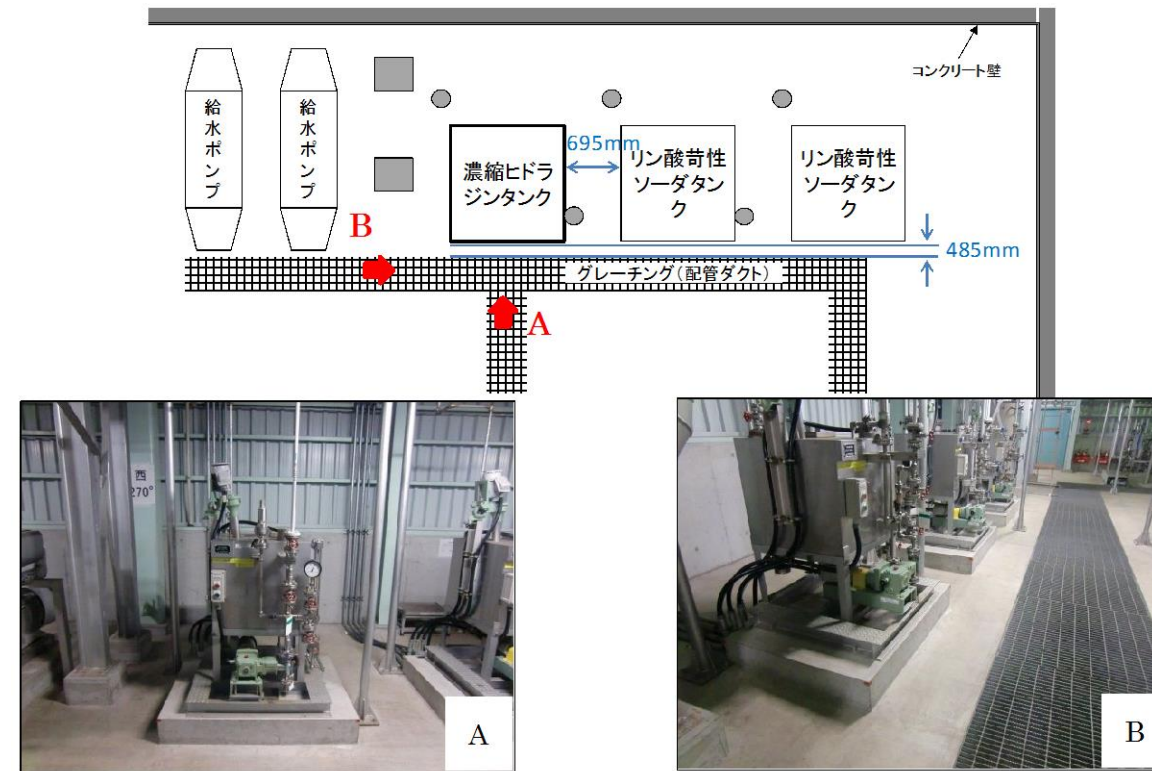 コンクリート壁
給
水
ポ
ン
プ
給
水
ポ
ン
プ
濃縮ヒドラ
ジンタンク
695mm
リン酸苛性
ソーダタン
ク
リン酸苛性
ソーダタン
ク
B
485mm
グレーチング(配管ダクト)
A
西
270°
A
B